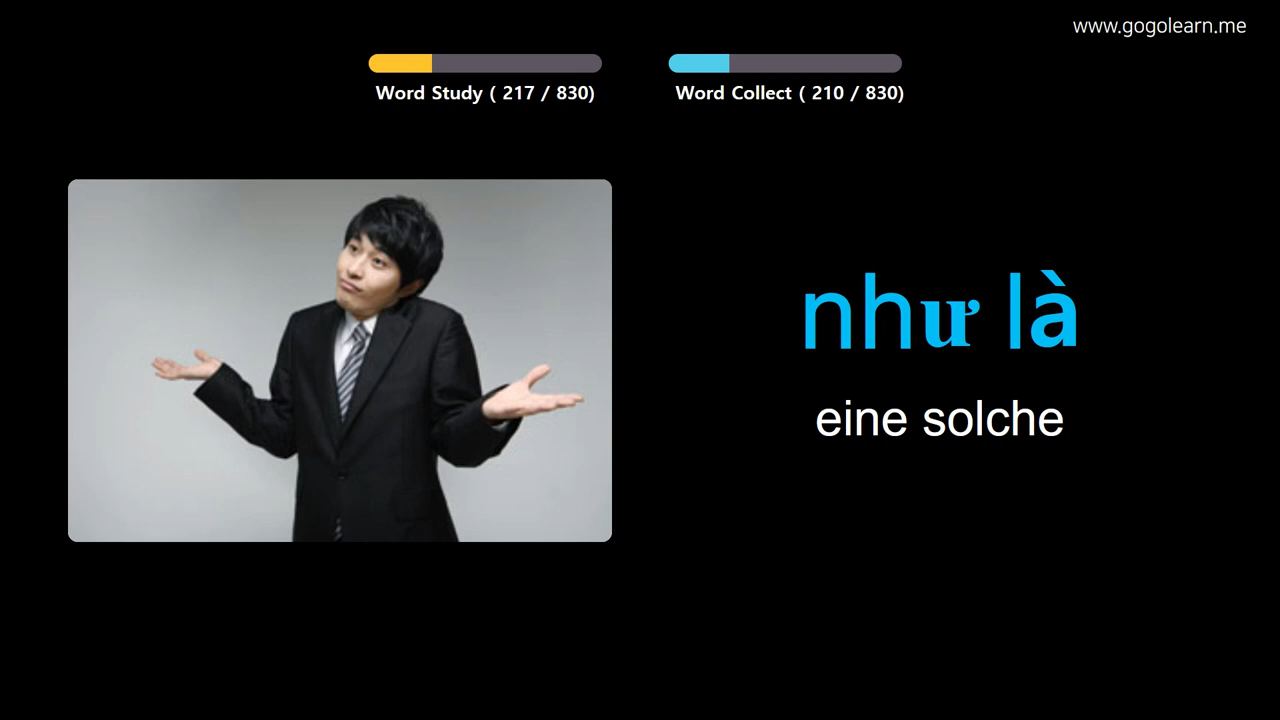 www.gogolearn.me
Word Study ( 217 / 830)
Word Collect ( 210 / 830)
như là
eine solche